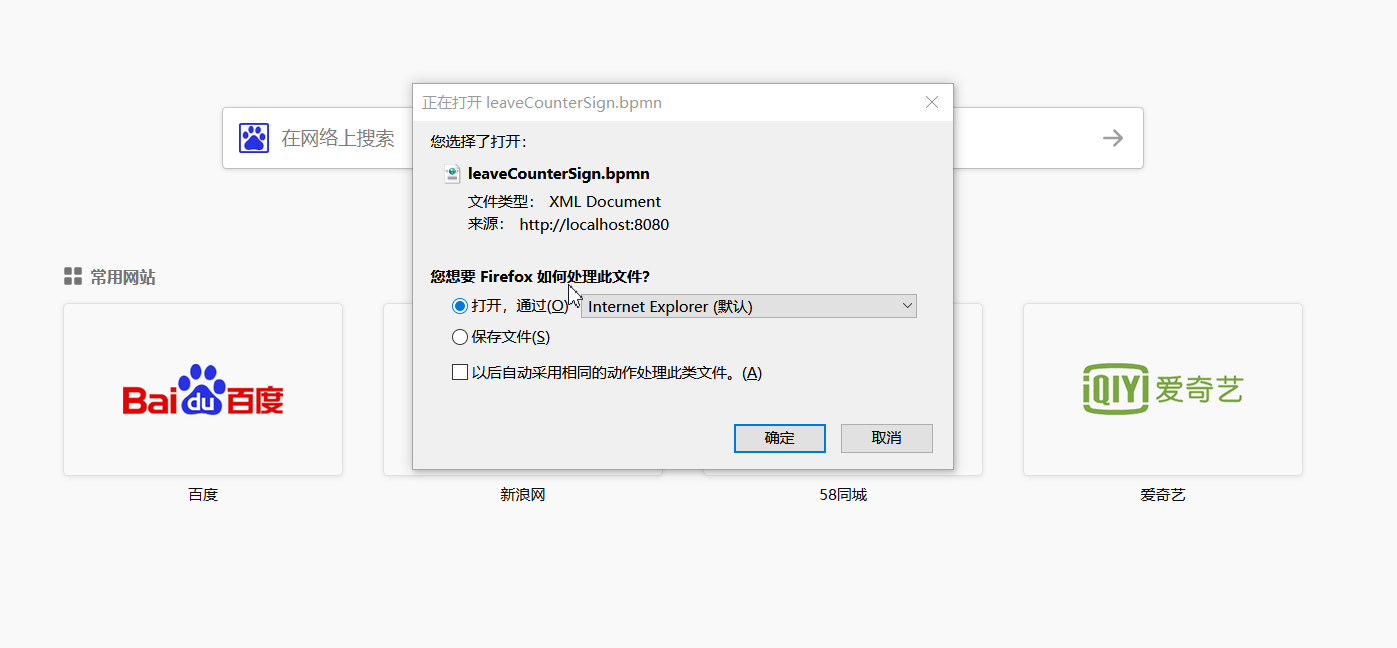 正在打开 leaveCounterSign.bpmn
在网络上搜索
您选择了打开：
leaveCounterSign.bpmn
文件类型： XML Document
来源： http://localhost:8080
您想要 Firefox 如何处理此文件？
常用网站
打开，通过(O) Internet Explorer (默认)
保存文件(S)
以后自动采用相同的动作处理此类文件。(A)
确定 取消
Bai du 百度
iQIYI 爱奇艺
百度 新浪网 58同城 爱奇艺